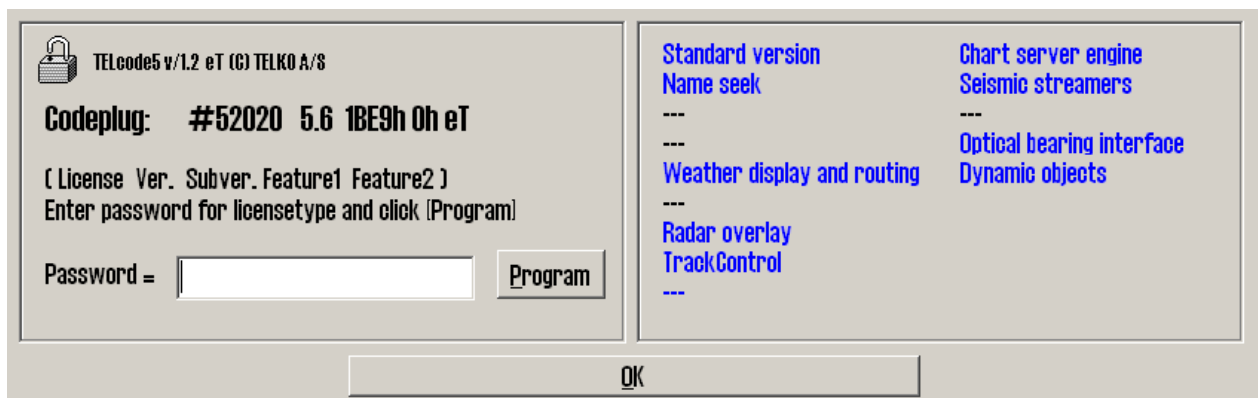 TELcode5 v/1.2 eT (C) TELKO A/S
Codeplug: #52020 5.6 1BE9h 0h eT
( License Ver. Subver. Feature1 Feature2 )
Enter password for licensetype and click [Program]
Password =
Program
Standard version
Name seek
---
---
Weather display and routing
---
Radar overlay
TrackControl
---
Chart server engine
Seismic streamers
---
Optical bearing interface
Dynamic objects
OK